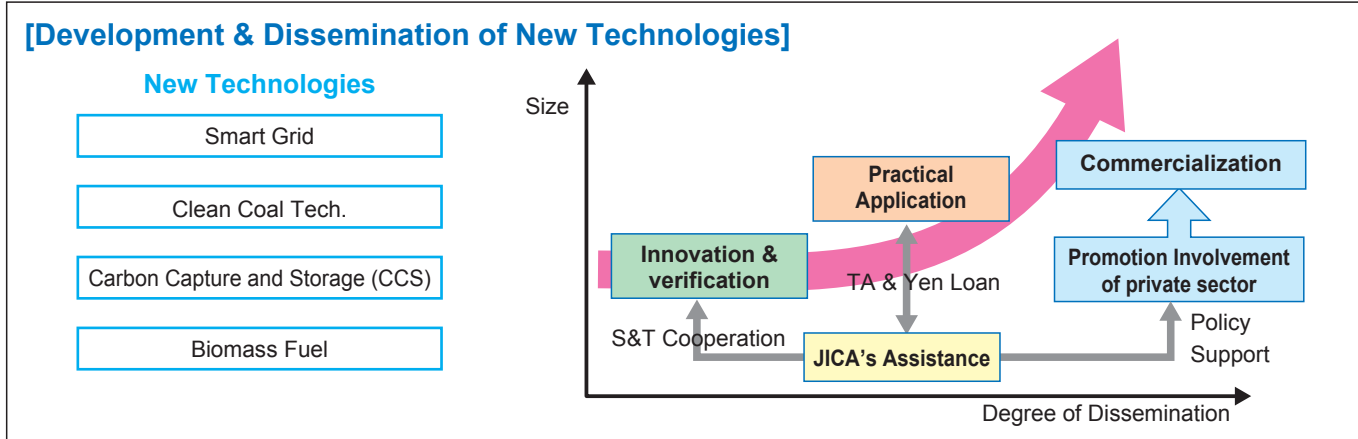 [Development & Dissemination of New Technologies]
New Technologies
Smart Grid
Clean Coal Tech.
Carbon Capture and Storage (CCS)
Biomass Fuel
Size
Innovation &
verification
Practical
Application
Commercialization
Promotion Involvement
of private sector
TA & Yen Loan
S&T Cooperation
JICA's Assistance
Policy
Support
Degree of Dissemination